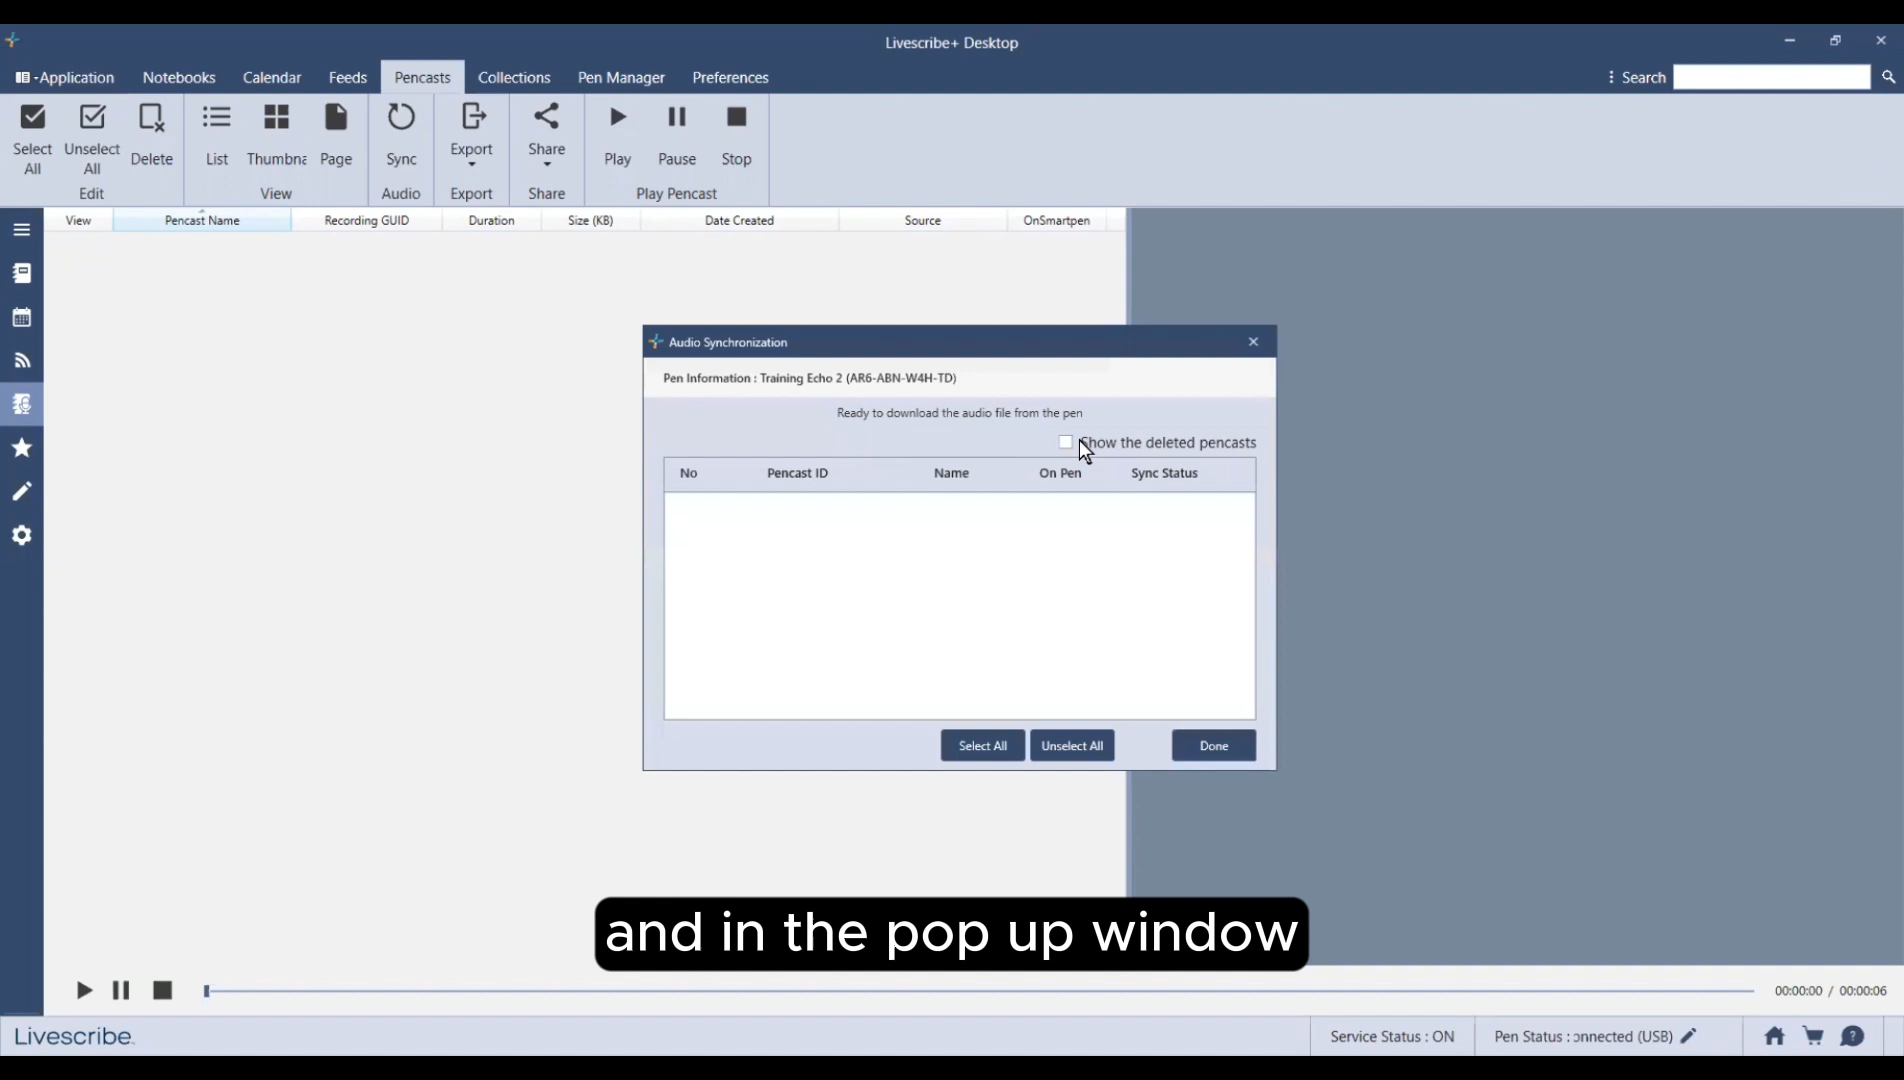 Livescribe+ Desktop
-Application Notebooks Calendar Feeds Pencasts Collections Pen Manager Preferences Search
Select All
Unselect All
Delete
List
Thumbna
Page
Sync
Export
Share
Play
Pause
Stop
Edit View Audio Export Share Play Pencast
View Pencast Name Recording GUID Duration Size (KB) Date Created Source OnSmartpen
Audio Synchronization
Pen Information : Training Echo 2 (AR6-ABN-W4H-TD)
Ready to download the audio file from the pen
Show the deleted pencasts
No Pencast ID Name On Pen Sync Status
Select All Unselect All Done
and in the pop up window
00:00:00 / 00:00:06
Livescribe. Service Status : ON Pen Status : onnected (USB)